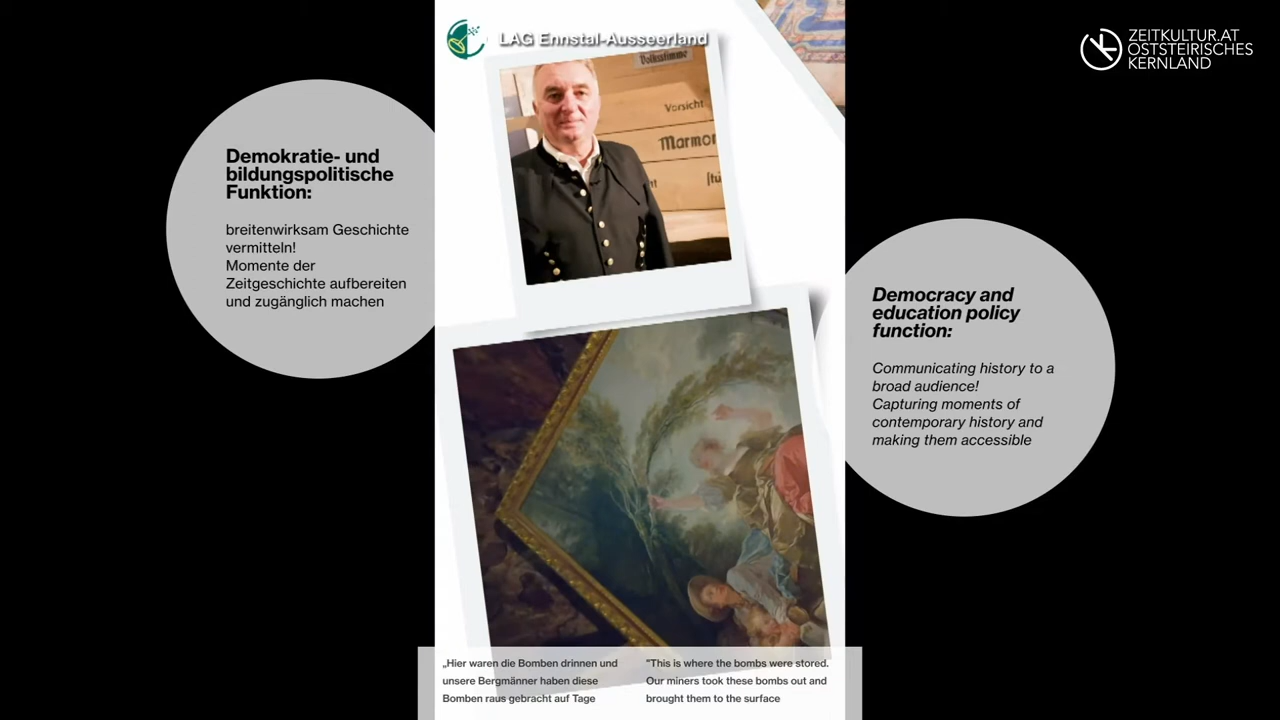 LAG Ennstal-Ausseerland
ZEITKULTUR.AT
OSTSTEIRISCHES
KERNLAND
Volksstimme
Vorsicht
Marmor
Demokratie- und
bildungspolitische
Funktion:
breitenwirksam Geschichte
vermitteln!
Momente der
Zeitgeschichte aufbereiten
und zugänglich machen
Democracy and
education policy
function:
Communicating history to a
broad audience!
Capturing moments of
contemporary history and
making them accessible
„Hier waren die Bomben drinnen und
unsere Bergmänner haben diese
Bomben raus gebracht auf Tage
"This is where the bombs were stored.
Our miners took these bombs out and
brought them to the surface